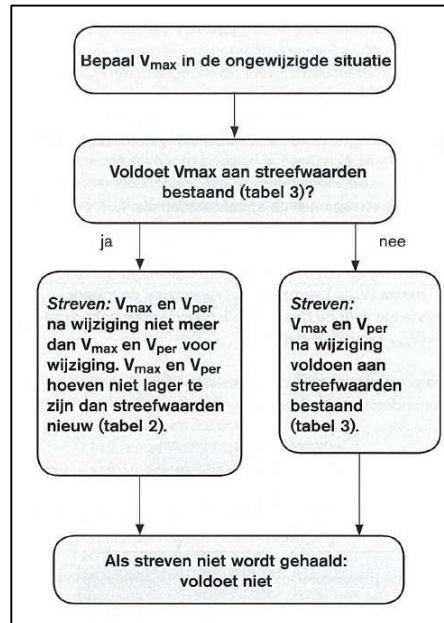 Bepaal Vmax in de ongewijzigde situatie
Voldoet Vmax aan streefwaarden
bestaand (tabel 3)?
ja
nee
Streven: Vmax en Vper
na wijziging niet meer
dan Vmax en Vper voor
wijziging. Vmax en Vper
hoeven niet lager te
zijn dan streefwaarden
nieuw (tabel 2).
Streven:
Vmax en Vper
na wijziging
voldoen aan
streefwaarden
bestaand
(tabel 3).
Als streven niet wordt gehaald:
voldoet niet